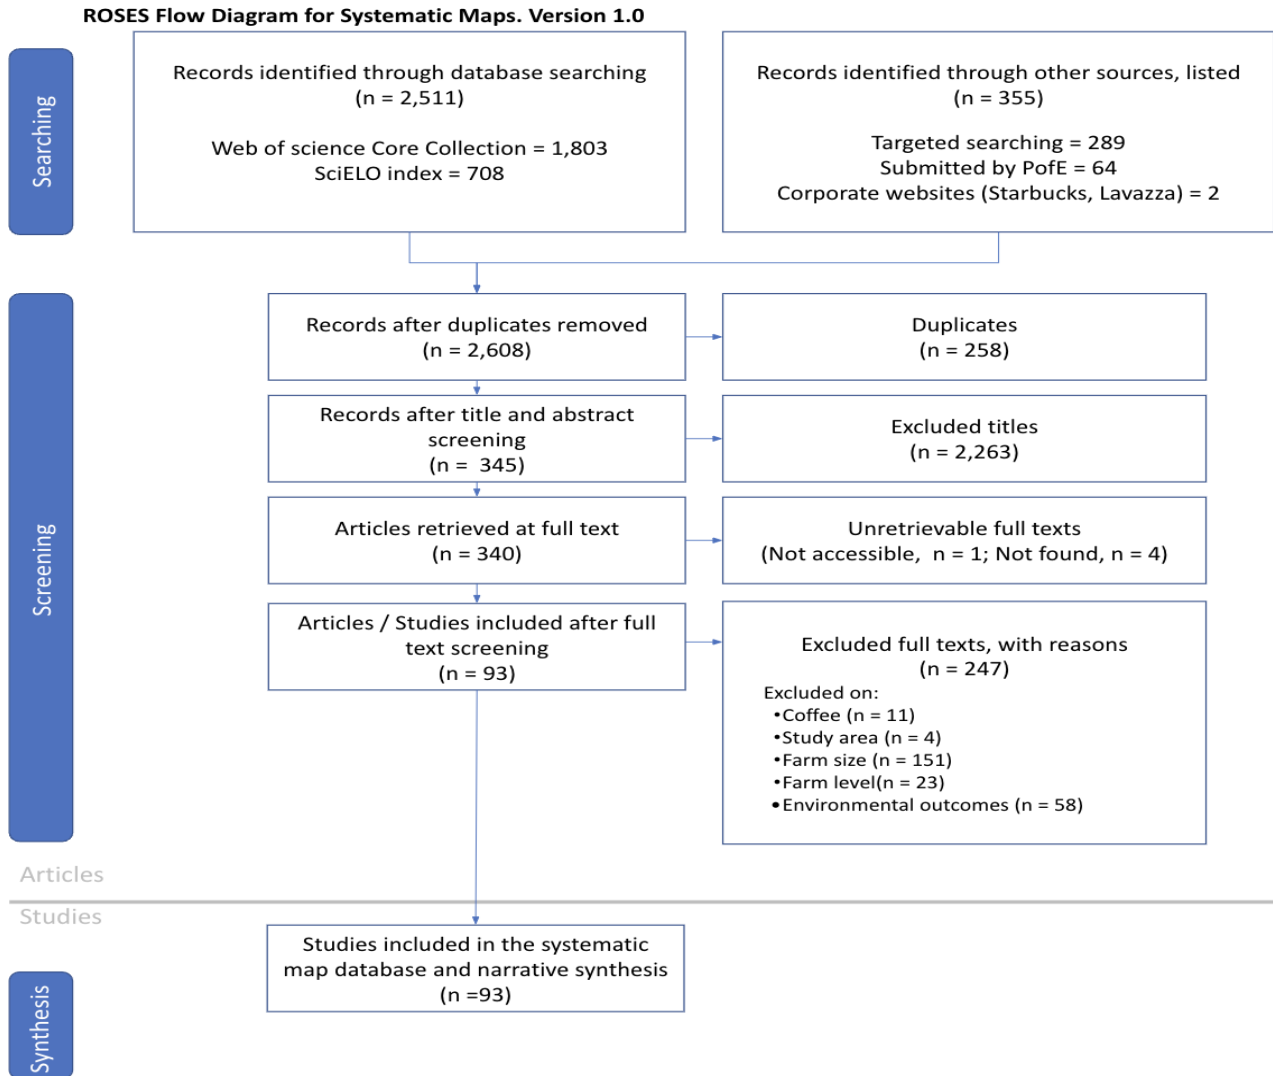 ROSES Flow Diagram for Systematic Maps. Version 1.0
Searching
Records identified through database searching
(n = 2,511)
Web of science Core Collection = 1,803
SciELO index = 708
Records identified through other sources, listed
(n = 355)
Targeted searching = 289
Submitted by PofE = 64
Corporate websites (Starbucks, Lavazza) = 2
Screening
Records after duplicates removed
(n = 2,608)
Duplicates
(n = 258)
Records after title and abstract
screening
(n =  345)
Excluded titles
(n = 2,263)
Articles retrieved at full text
(n = 340)
Unretrievable full texts
(Not accessible,  n = 1; Not found, n = 4)
Articles / Studies included after full
text screening
(n = 93)
Excluded full texts, with reasons
(n = 247)
Excluded on:
•Coffee (n = 11)
•Study area (n = 4)
•Farm size (n = 151)
•Farm level(n = 23)
•Environmental outcomes (n = 58)
Articles
Studies
Synthesis
Studies included in the systematic
map database and narrative synthesis
(n =93)